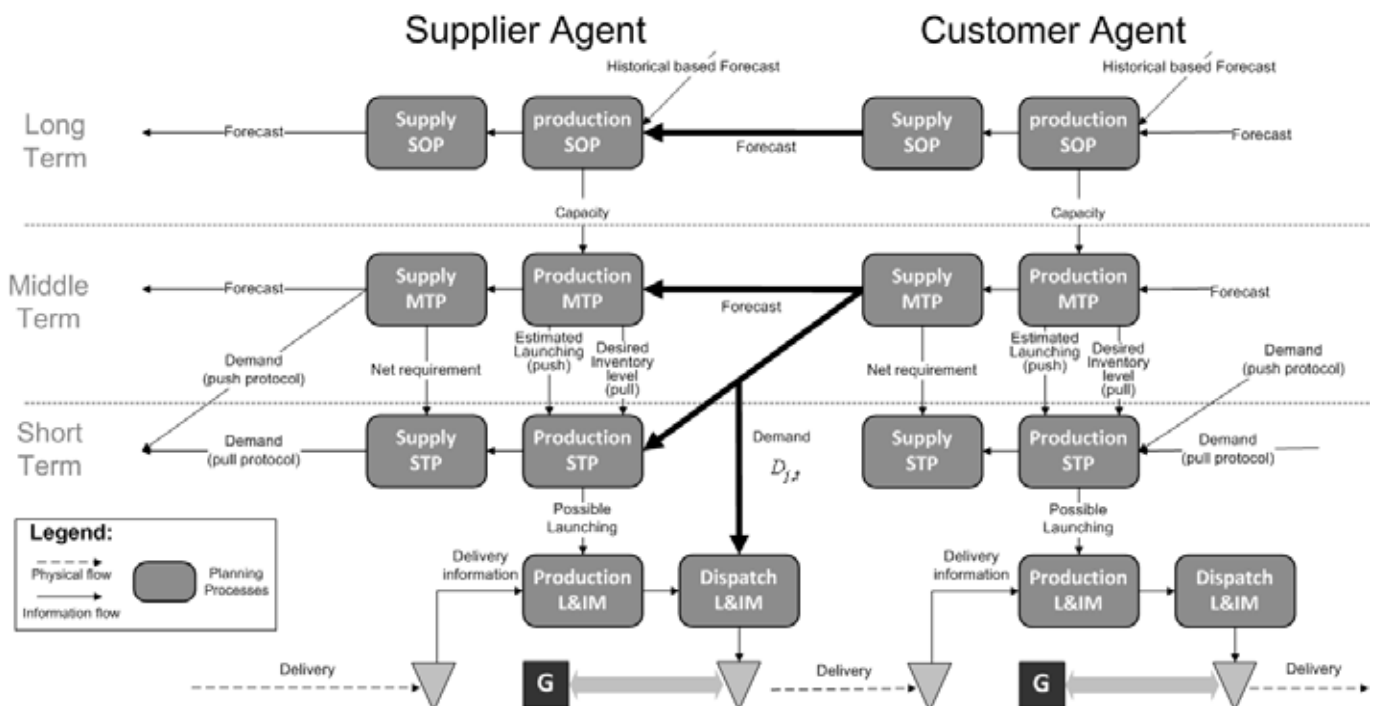 Supplier Agent
Customer Agent
Historical based Forecast
Historical based Forecast
Long
Term
Forecast
Supply
SOP
production
SOP
Forecast
Supply
SOP
production
SOP
Forecast
Capacity
Capacity
Middle
Term
Forecast
Supply
MTP
Production
MTP
Forecast
Supply
MTP
Production
MTP
Forecast
Demand
(push protocol)
Net requirement
Estimated
Launching
(push)
Desired
Inventory
level
(pull)
Net requirement
Estimated
Launching
(push)
Desired
Inventory
level
(pull)
Demand
(push protocol)
Short
Term
Demand
(pull protocol)
Supply
STP
Production
STP
Demand
D_{j,t}
Supply
STP
Production
STP
Demand
(pull protocol)
Possible
Launching
Possible
Launching
Legend:
Physical flow
Information flow
Planning
Processes
Delivery
information
Production
L&IM
Dispatch
L&IM
Delivery
information
Production
L&IM
Dispatch
L&IM
Delivery
G
Delivery
G
Delivery